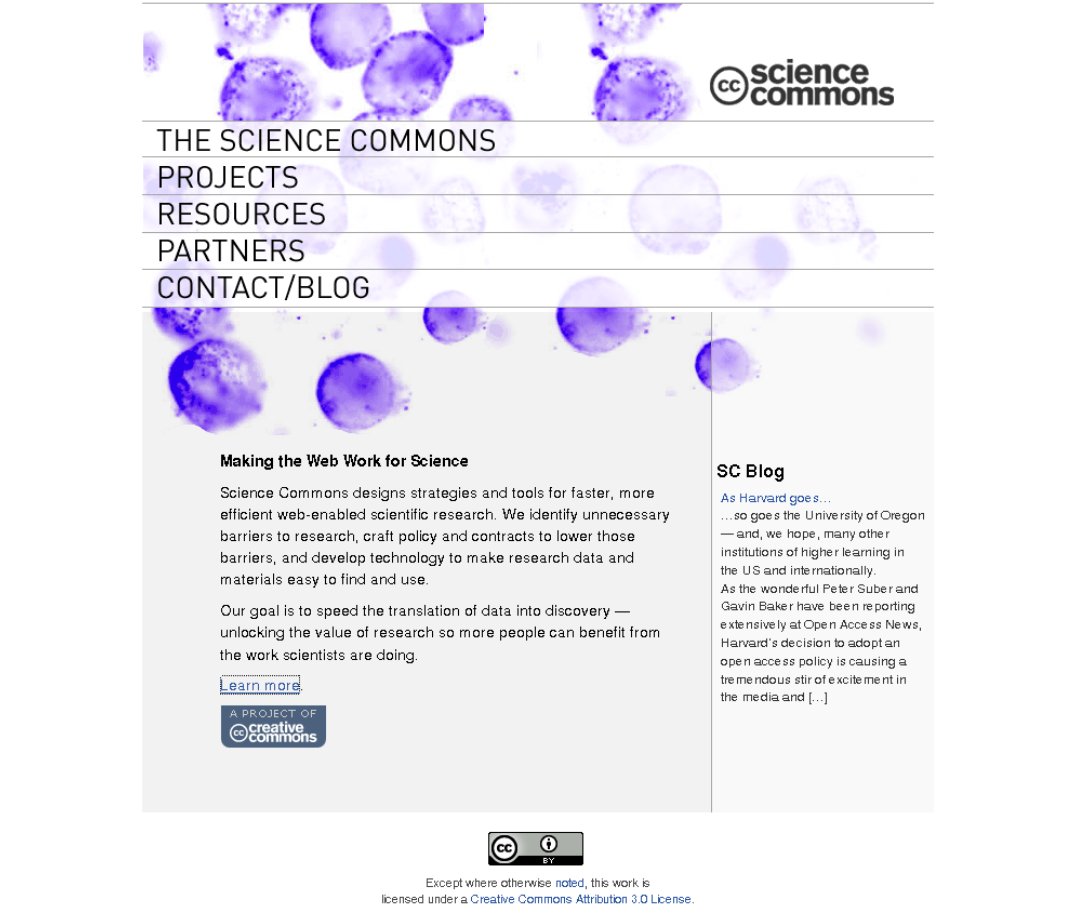 science
commons
THE SCIENCE COMMONS
PROJECTS
RESOURCES
PARTNERS
CONTACT/BLOG
Making the Web Work for Science
Science Commons designs strategies and tools for faster, more
efficient web-enabled scientific research. We identify unnecessary
barriers to research, craft policy and contracts to lower those
barriers, and develop technology to make research data and
materials easy to find and use.
Our goal is to speed the translation of data into discovery —
unlocking the value of research so more people can benefit from
the work scientists are doing.
Learn more.
A PROJECT OF
cc creative
commons
SC Blog
As Harvard goes…
…so goes the University of Oregon
— and, we hope, many other
institutions of higher learning in
the US and internationally.
As the wonderful Peter Suber and
Gavin Baker have been reporting
extensively at Open Access News,
Harvard's decision to adopt an
open access policy is causing a
tremendous stir of excitement in
the media and [...]
cc
BY
Except where otherwise noted, this work is
licensed under a Creative Commons Attribution 3.0 License.